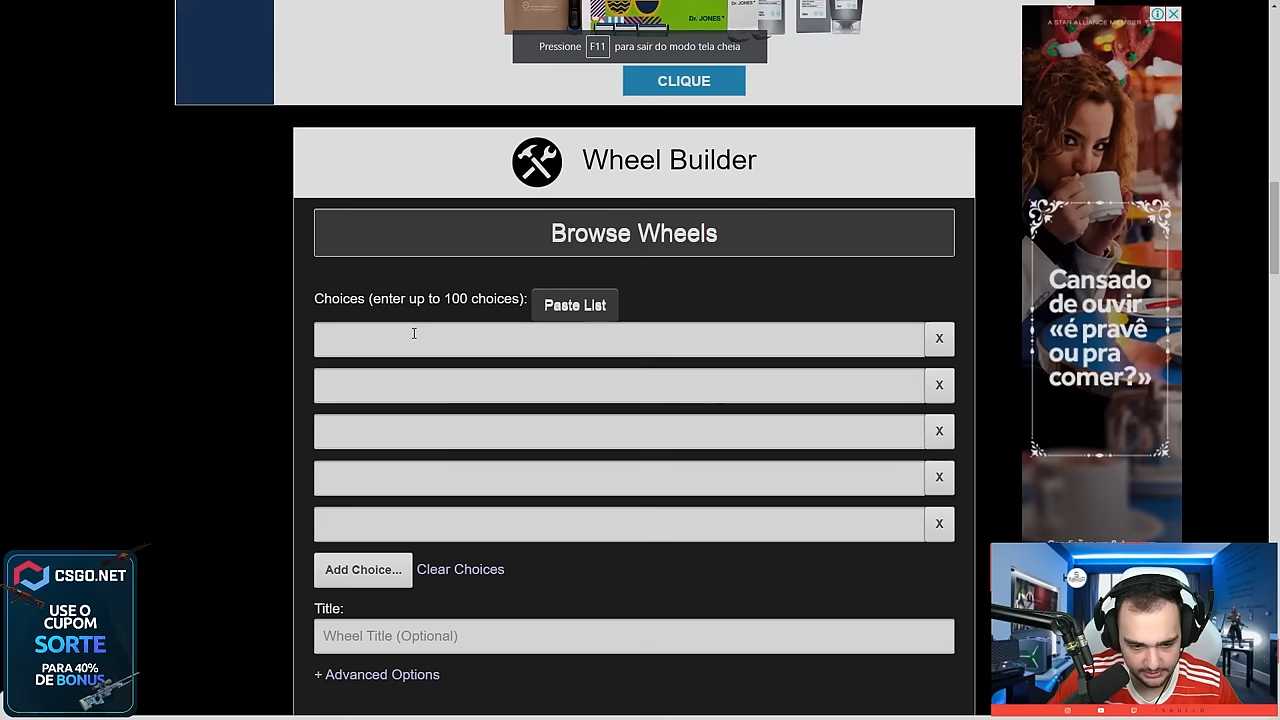 Dr. JONES
DR. JONES
Pressione F11 para sair do modo tela cheia
CLIQUE
A STAR ALLIANCE MEMBER
Wheel Builder
Browse Wheels
Choices (enter up to 100 choices):
Paste List
X
X
X
X
X
Add Choice...
Clear Choices
Title:
Wheel Title (Optional)
+ Advanced Options
Cansado
de ouvir
«é pravê
ou pra
comer?»
CSGO.NET
USE O
CUPOM
SORTE
PARA 40%
DE BONUS